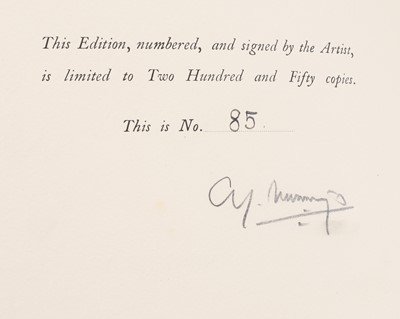 This Edition, numbered, and signed by the Artist,
is limited to Two Hundred and Fifty copies.
This is No. 85.